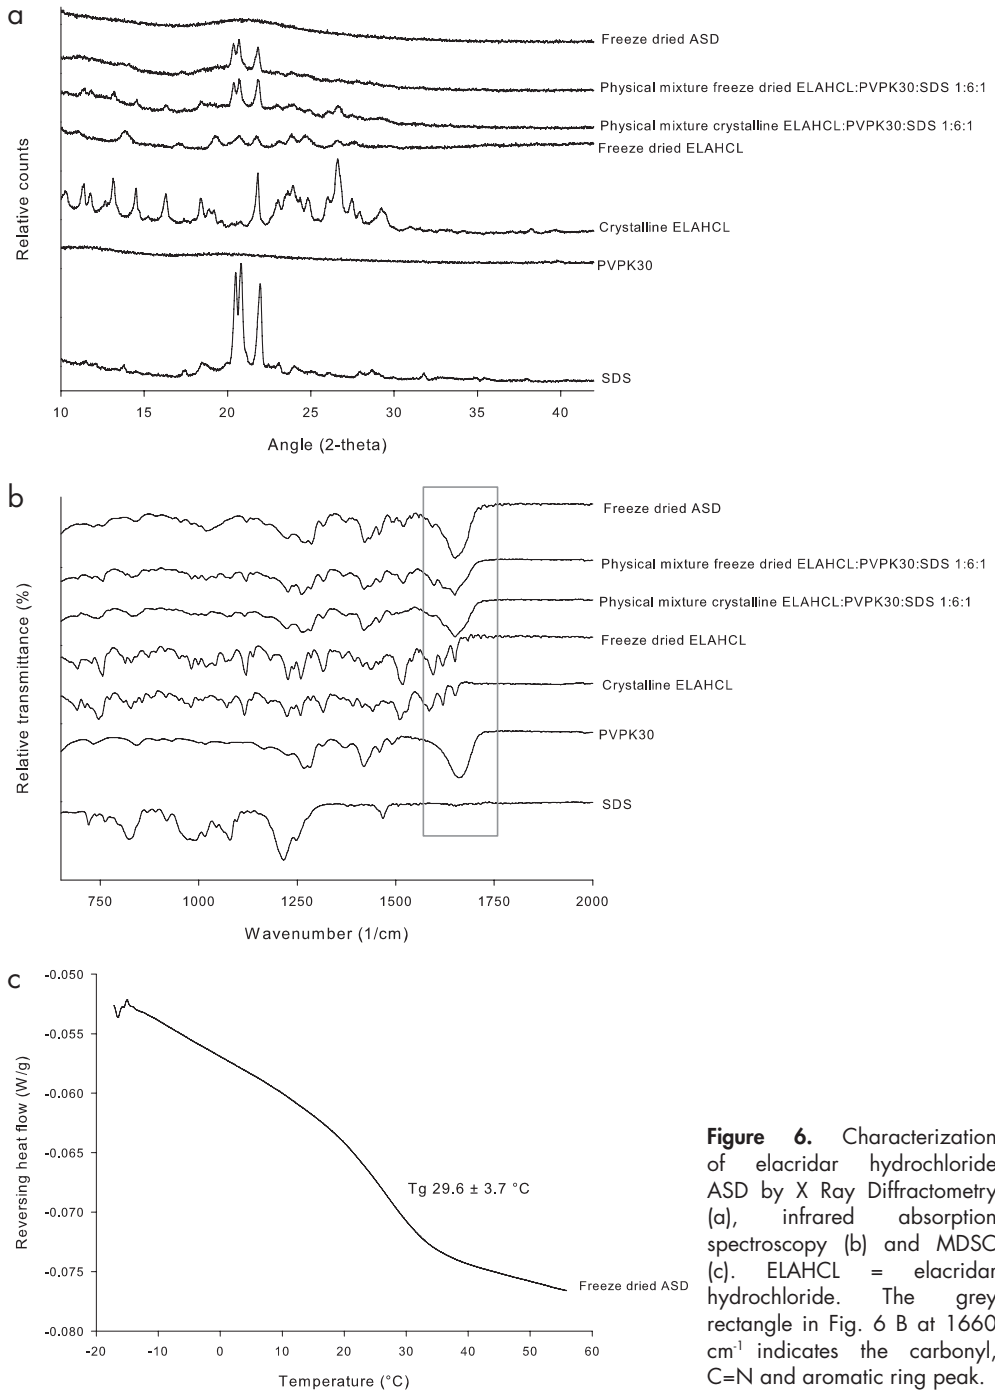 a
Relative counts
Freeze dried ASD
Physical mixture freeze dried ELAHCL:PVPK30:SDS 1:6:1
Physical mixture crystalline ELAHCL:PVPK30:SDS 1:6:1
Freeze dried ELAHCL
Crystalline ELAHCL
PVPK30
SDS
10 15 20 25 30 35 40
Angle (2-theta)
b
Relative transmittance (%)
Freeze dried ASD
Physical mixture freeze dried ELAHCL:PVPK30:SDS 1:6:1
Physical mixture crystalline ELAHCL:PVPK30:SDS 1:6:1
Freeze dried ELAHCL
Crystalline ELAHCL
PVPK30
SDS
750 1000 1250 1500 1750 2000
Wavenumber (1/cm)
c
Reversing heat flow (W/g)
-0.050
-0.055
-0.060
-0.065
-0.070
-0.075
-0.080
Tg 29.6 ± 3.7 °C
Freeze dried ASD
-20 -10 0 10 20 30 40 50 60
Temperature (°C)
Figure 6. Characterization
of elacridar hydrochloride
ASD by X Ray Diffractometry
(a), infrared absorption
spectroscopy (b) and MDSC
(c). ELAHCL = elacridar
hydrochloride. The grey
rectangle in Fig. 6 B at 1660
cm-1 indicates the carbonyl,
C=N and aromatic ring peak.